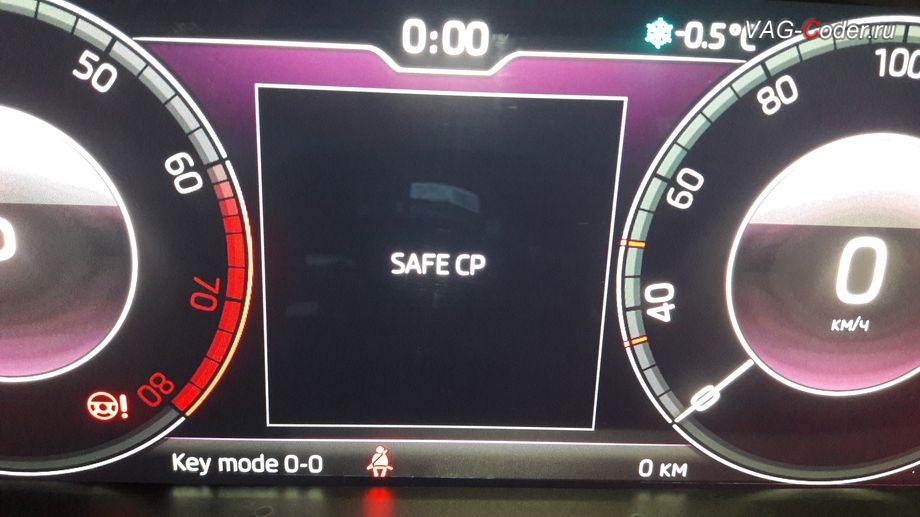 0:00
-0.5°C
VAG-Coder.ru
50
60
70
80
100
80
60
40
0
0
км/ч
SAFE CP
Key mode 0-0
0 км